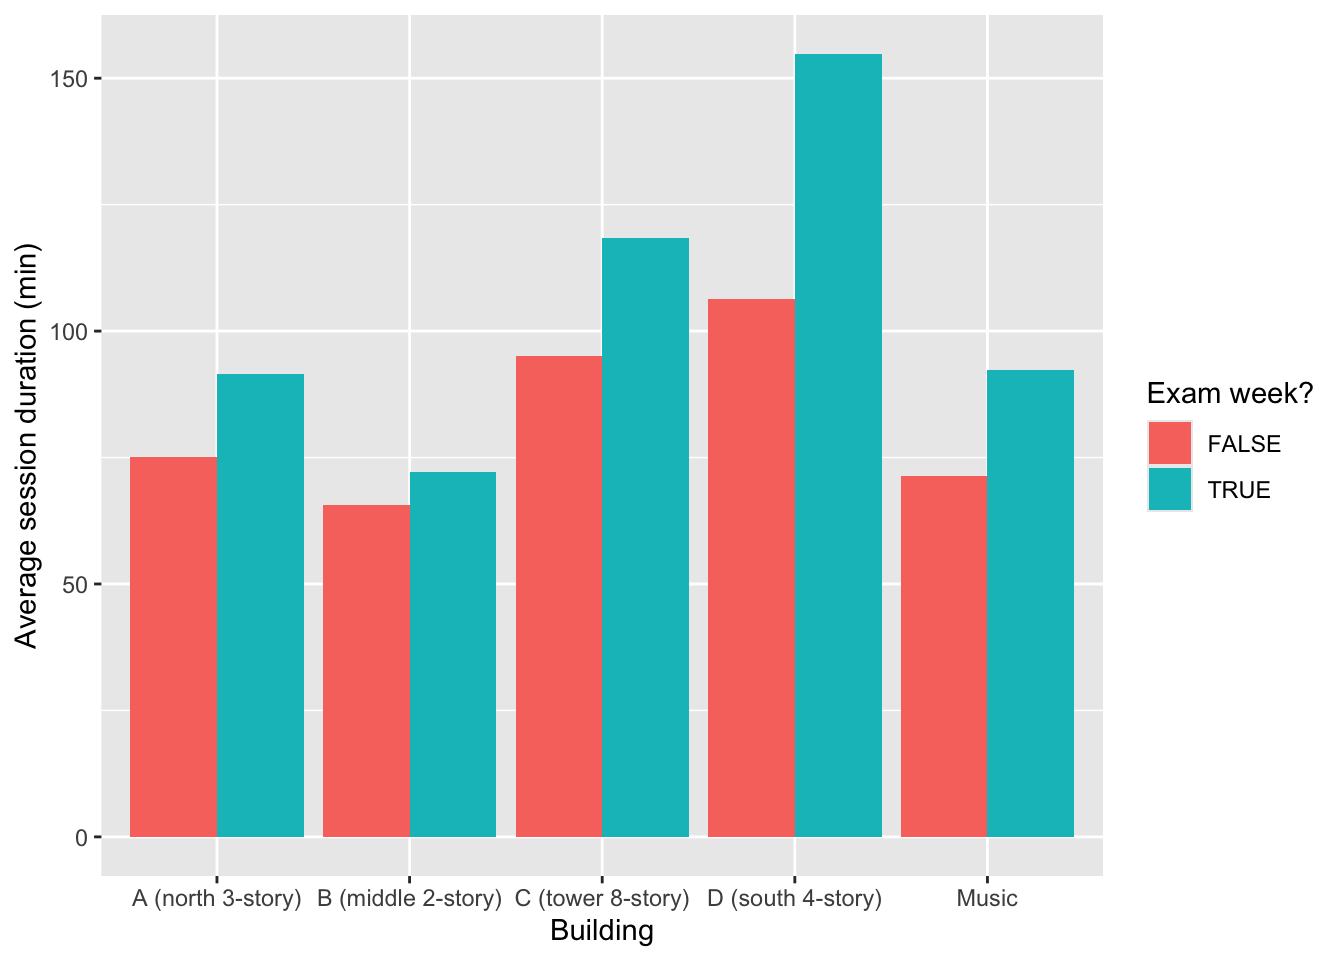 Average session duration (min)
150
100
50
0
A (north 3-story)
B (middle 2-story)
C (tower 8-story)
D (south 4-story)
Music
Building
Exam week?
FALSE
TRUE